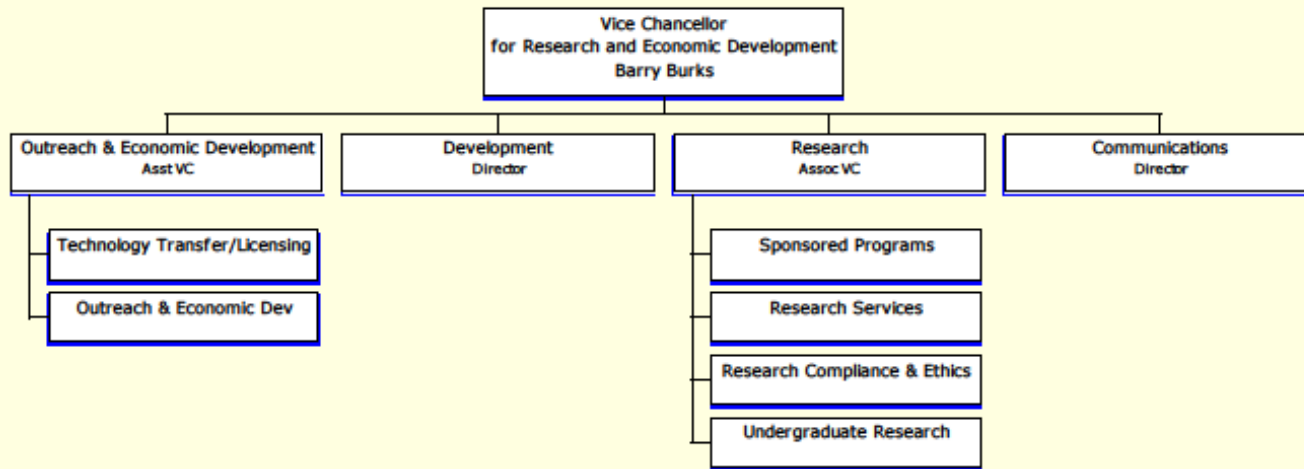 Vice Chancellor
for Research and Economic Development
Barry Burks
Outreach & Economic Development
Asst VC
Development
Director
Research
Assoc VC
Communications
Director
Technology Transfer/Licensing
Outreach & Economic Dev
Sponsored Programs
Research Services
Research Compliance & Ethics
Undergraduate Research